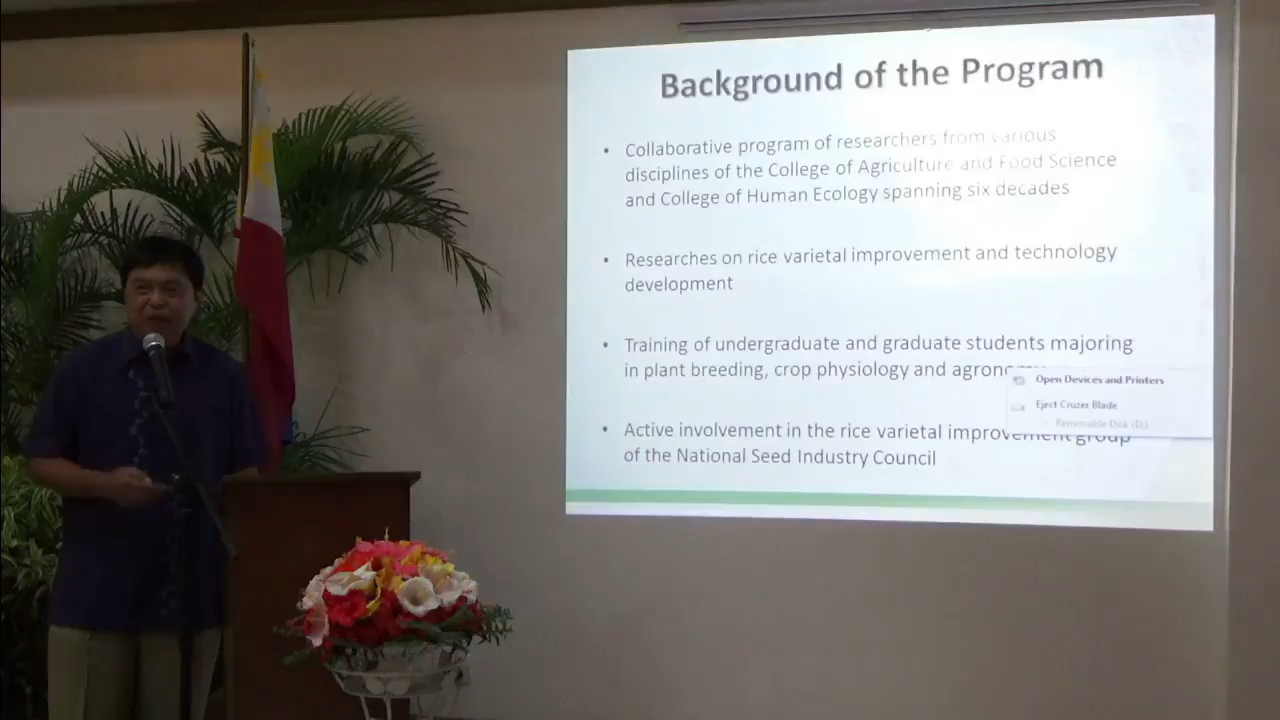 Background of the Program
• Collaborative program of researchers from various
disciplines of the College of Agriculture and Food Science
and College of Human Ecology spanning six decades
• Researches on rice varietal improvement and technology
development
• Training of undergraduate and graduate students majoring
in plant breeding, crop physiology and agronomy
Open Devices and Printers
Eject Cruzer Blade
- Removable Disk (D:)
• Active involvement in the rice varietal improvement group
of the National Seed Industry Council